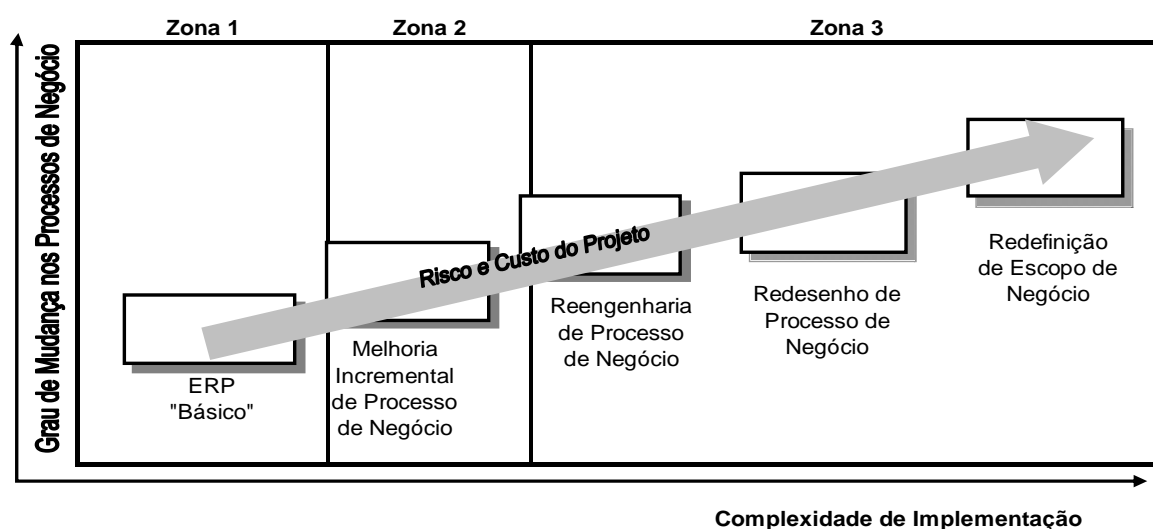 Zona 1
Zona 2
Zona 3
Grau de Mudança nos Processos de Negócio
Risco e Custo do Projeto
ERP
"Básico"
Melhoria
Incremental
de Processo
de Negócio
Reengenharia
de Processo
de Negócio
Redesenho de
Processo de
Negócio
Redefinição
de Escopo de
Negócio
Complexidade de Implementação